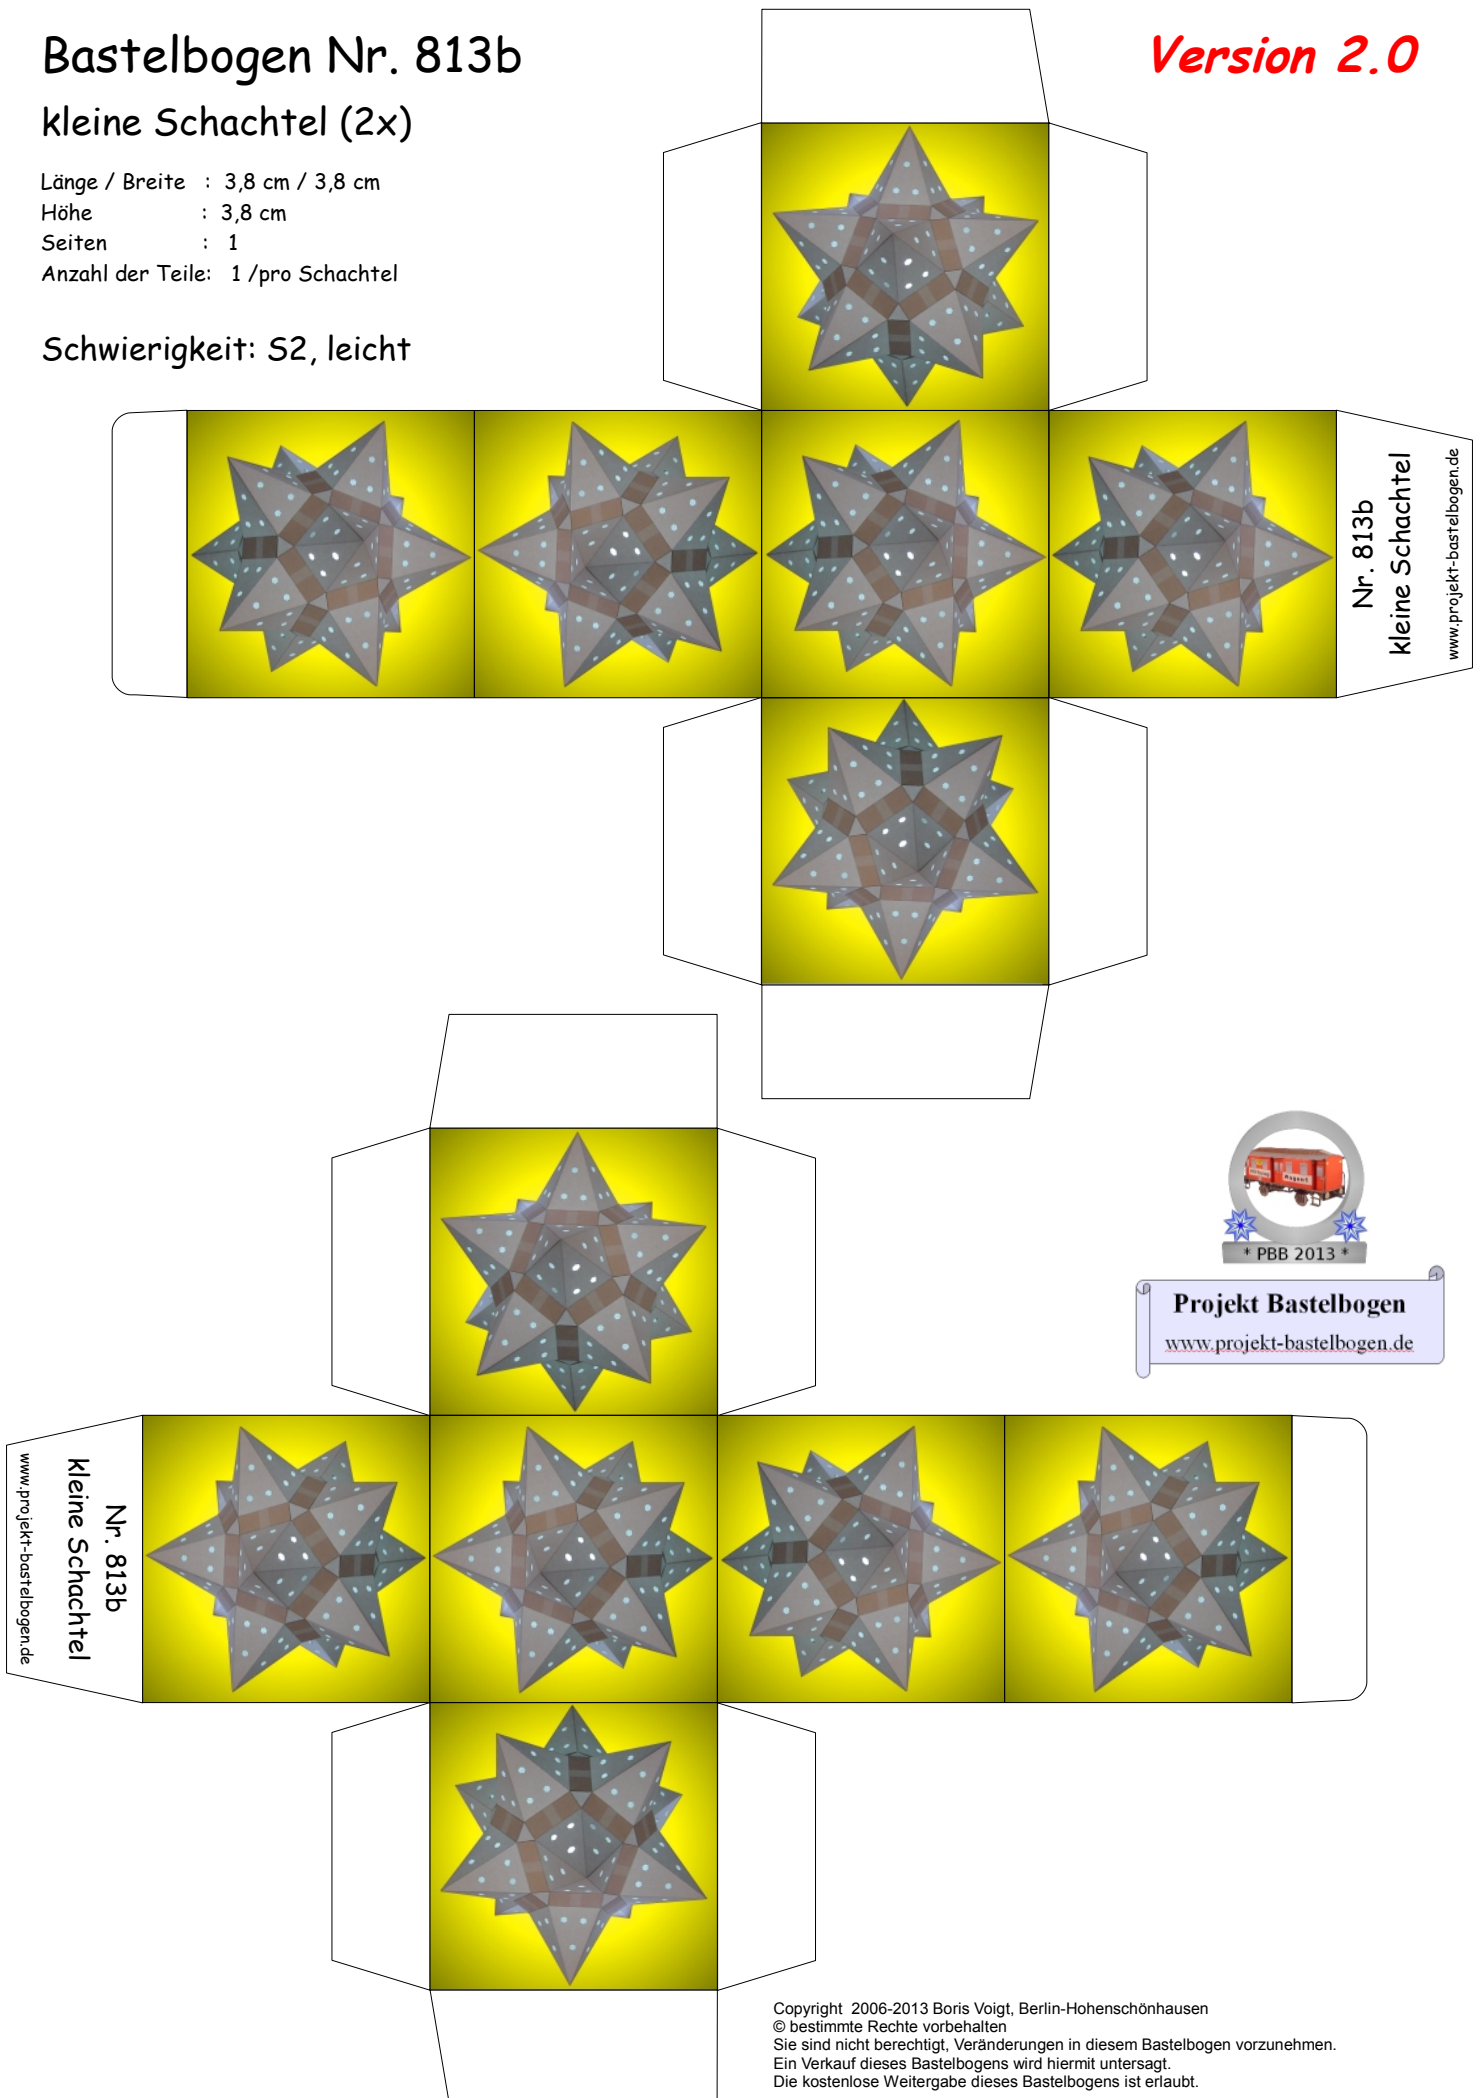 Bastelbogen Nr. 813b
Version 2.0
kleine Schachtel (2x)
Länge / Breite : 3,8 cm / 3,8 cm
Höhe : 3,8 cm
Seiten : 1
Anzahl der Teile: 1 /pro Schachtel
Schwierigkeit: S2, leicht
Nr. 813b
kleine Schachtel
www.projekt-bastelbogen.de
* PBB 2013 *
Projekt Bastelbogen
www.projekt-bastelbogen.de
Nr. 813b
kleine Schachtel
www.projekt-bastelbogen.de
Copyright 2006-2013 Boris Voigt, Berlin-Hohenschönhausen
© bestimmte Rechte vorbehalten
Sie sind nicht berechtigt, Veränderungen in diesem Bastelbogen vorzunehmen.
Ein Verkauf dieses Bastelbogens wird hiermit untersagt.
Die kostenlose Weitergabe dieses Bastelbogens ist erlaubt.